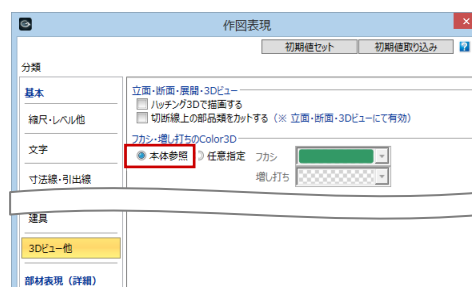 作図表現
初期値セット 初期値取り込み
分類
基本
縮尺・レベル他
文字
寸法線・引出線
建具
3Dビュー他
部材表現（詳細）
立面・断面・展開・3Dビュー
ハッチング3Dで描画する
切断線上の部品類をカットする（※ 立面・断面・3Dビューにて有効）
フカシ・増し打ちのColor3D
本体参照 任意指定 フカシ
増し打ち